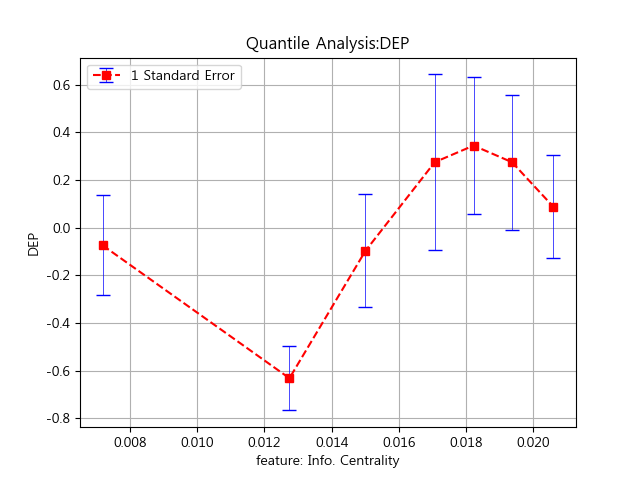 Quantile Analysis:DEP
1 Standard Error
0.6
0.4
0.2
0.0
-0.2
-0.4
-0.6
-0.8
DEP
0.008 0.010 0.012 0.014 0.016 0.018 0.020
feature: Info. Centrality